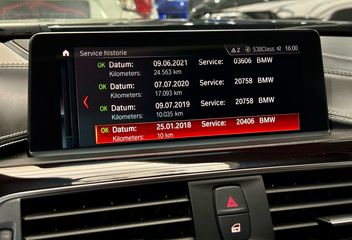 Service historie
2 538Class 16:00
OK Datum: 09.06.2021 Service: 03606 BMW
Kilometers: 24.563 km
OK Datum: 07.07.2020 Service: 20758 BMW
Kilometers: 17.093 km
OK Datum: 09.07.2019 Service: 20758 BMW
Kilometers: 10.035 km
OK Datum: 25.01.2018 Service: 20406 BMW
Kilometers: 10 km